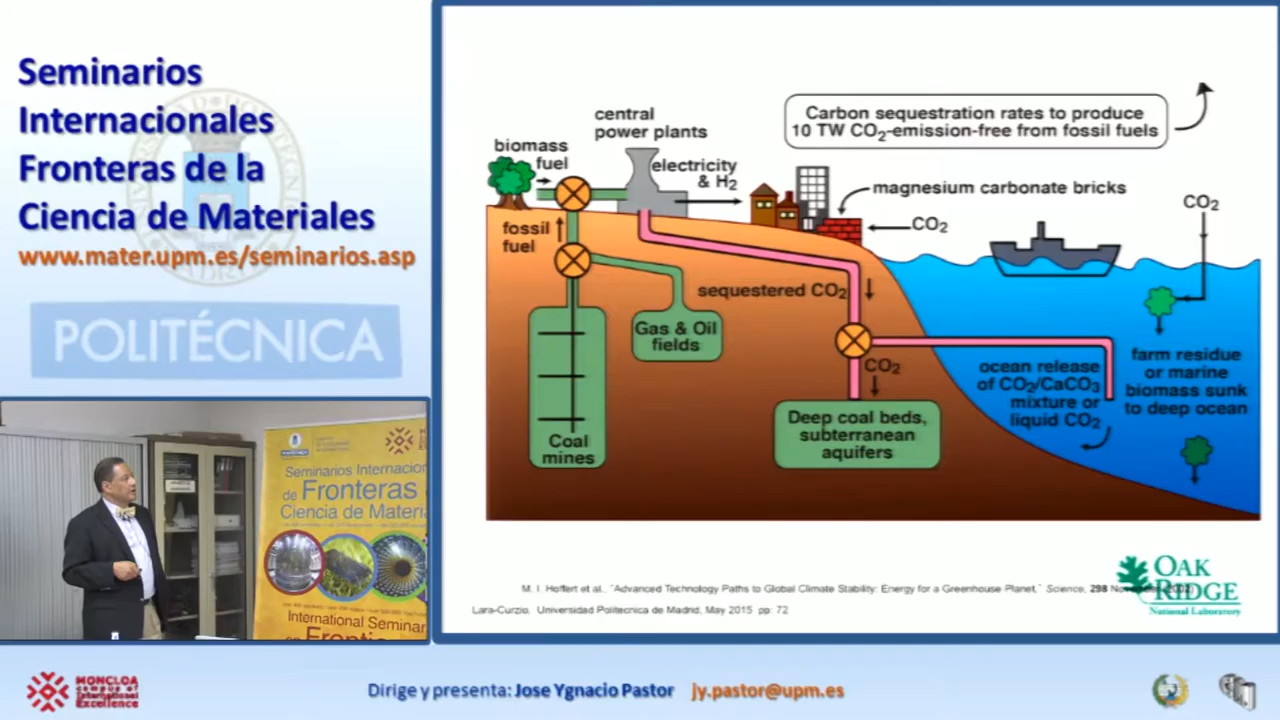 Seminarios
Internacionales
Fronteras de la
Ciencia de Materiales
www.mater.upm.es/seminarios.asp
POLITÉCNICA
Carbon sequestration rates to produce
10 TW CO₂-emission-free from fossil fuels
central
power plants
biomass
fuel
electricity
& H₂
magnesium carbonate bricks
CO₂
CO₂
fossil
fuel
sequestered CO₂
Gas & Oil
fields
CO₂
ocean release
of CO₂/CaCO₃
mixture or
liquid CO₂
farm residue
or marine
biomass sunk
to deep ocean
Deep coal beds,
subterranean
aquifers
Coal
mines
M. I. Hoffert et al., "Advanced Technology Paths to Global Climate Stability: Energy for a Greenhouse Planet," Science, 298
Lara-Curzio, Universidad Politecnica de Madrid, May 2015 pp: 72
OAK
RIDGE
National Laboratory
POLITÉCNICA
Seminarios Internacion
de Fronteras
Ciencia de Materi
International Seminar
MONCLOA
campus of
International
Excellence
Dirige y presenta: Jose Ygnacio Pastor jy.pastor@upm.es